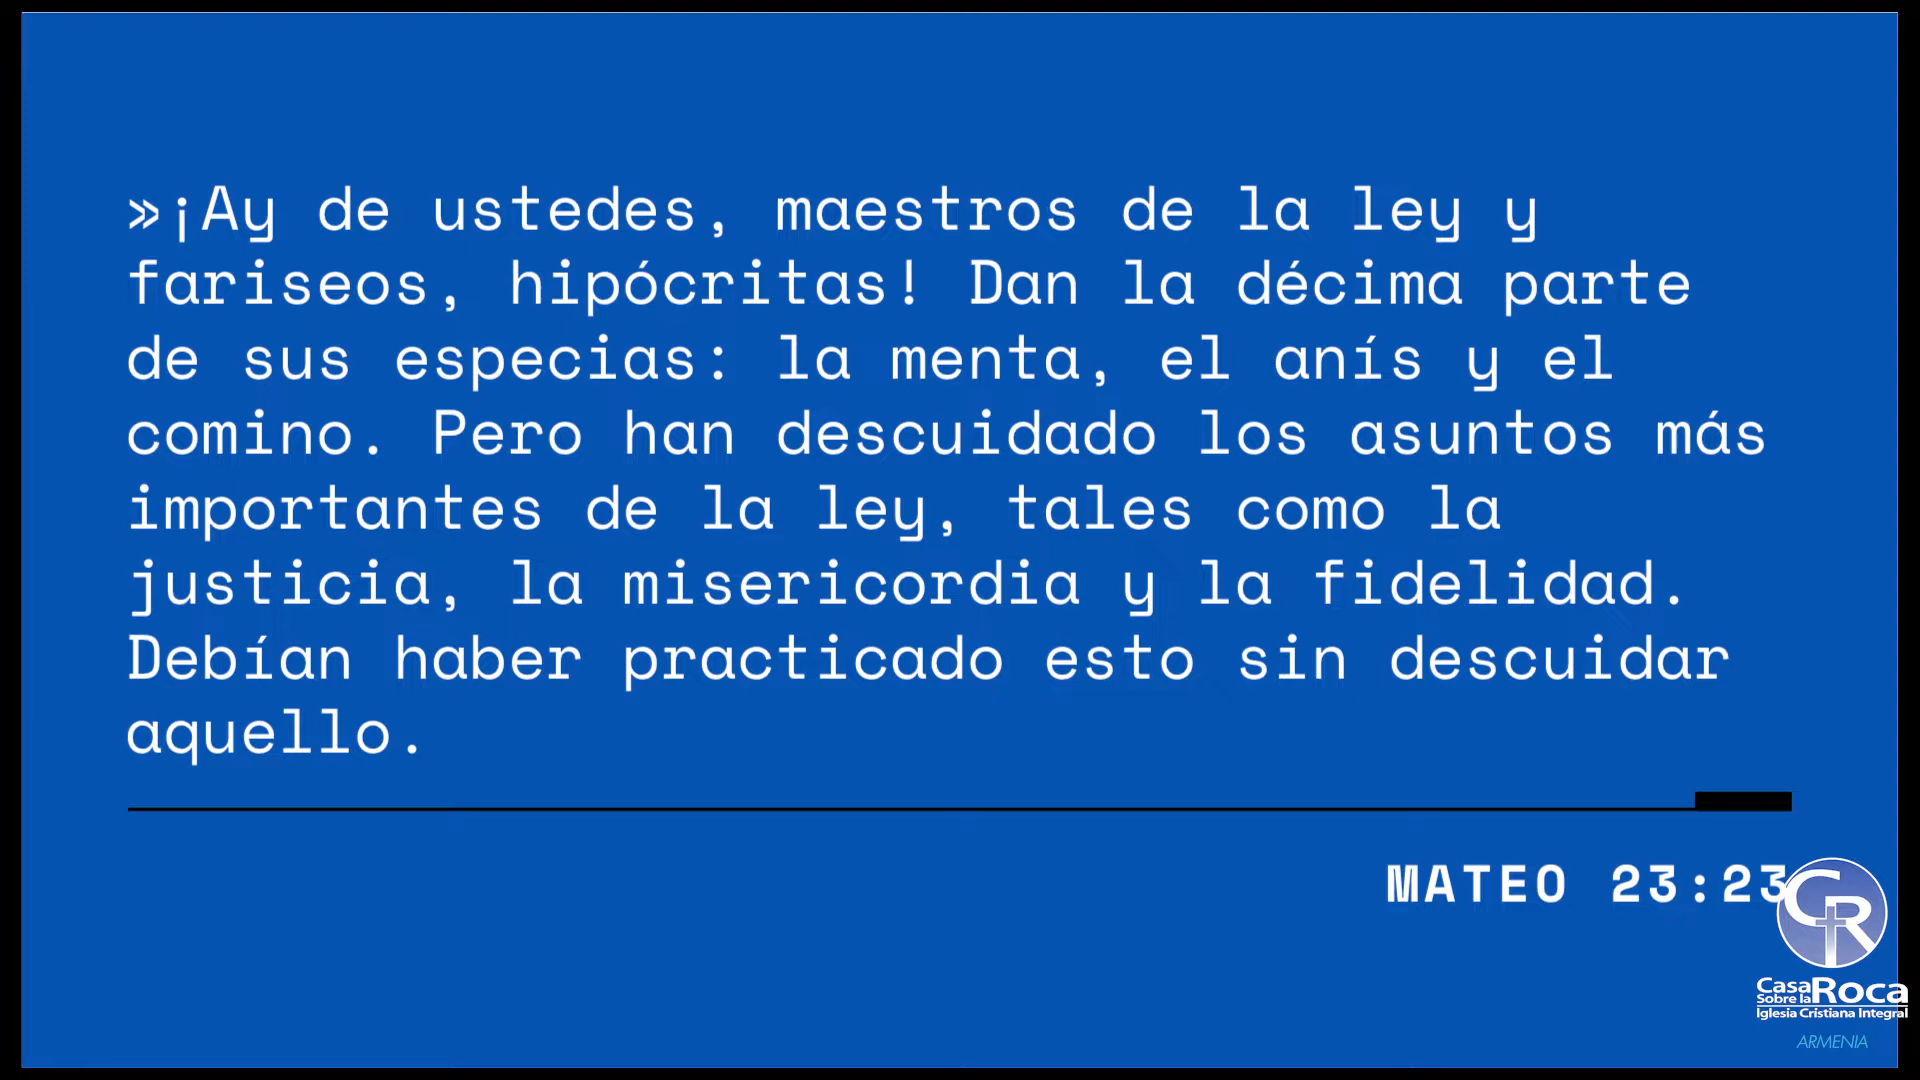 »¡Ay de ustedes, maestros de la ley y
fariseos, hipócritas! Dan la décima parte
de sus especias: la menta, el anís y el
comino. Pero han descuidado los asuntos más
importantes de la ley, tales como la
justicia, la misericordia y la fidelidad.
Debían haber practicado esto sin descuidar
aquello.
MATEO 23:23
CR
Casa Roca
Sobre la
Iglesia Cristiana Integral
ARMENIA